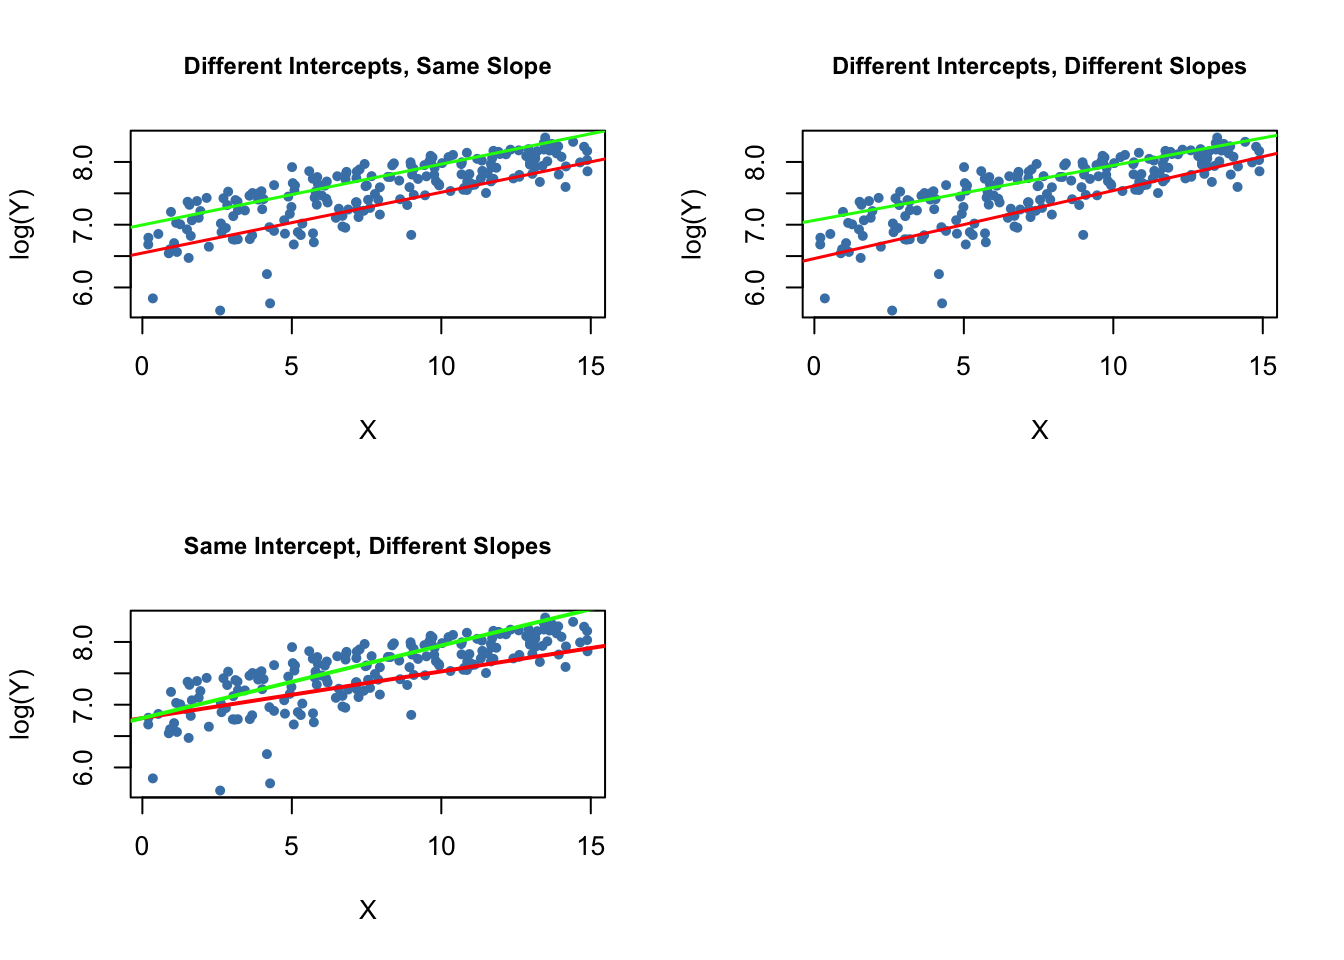 Different Intercepts, Same Slope
log(Y)
8.0
7.0
6.0
0 5 10 15
X
Different Intercepts, Different Slopes
log(Y)
8.0
7.0
6.0
0 5 10 15
X
Same Intercept, Different Slopes
log(Y)
8.0
7.0
6.0
0 5 10 15
X